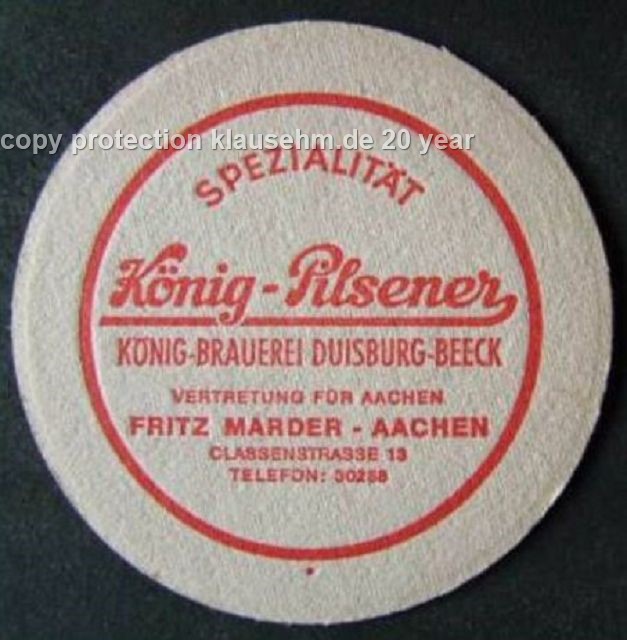 copy protection klausehm.de 20 year
SPEZIALITÄT
König-Pilsener
KÖNIG-BRAUEREI DUISBURG-BEECK
VERTRETUNG FÜR AACHEN
FRITZ MARDER - AACHEN
CLASSENSTRASSE 13
TELEFON: 30288